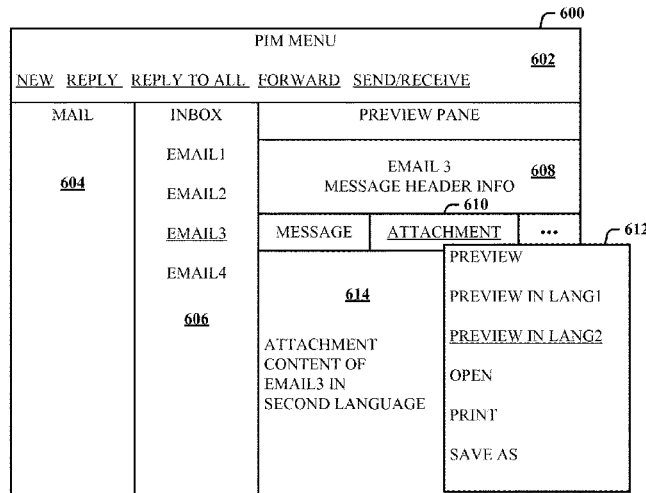 600
PIM MENU
602
NEW REPLY REPLY TO ALL FORWARD SEND/RECEIVE
MAIL
604
INBOX
EMAIL1
EMAIL2
EMAIL3
EMAIL4
606
PREVIEW PANE
EMAIL 3
MESSAGE HEADER INFO
608
610
MESSAGE
ATTACHMENT
•••
612
614
ATTACHMENT
CONTENT OF
EMAIL3 IN
SECOND LANGUAGE
PREVIEW
PREVIEW IN LANG1
PREVIEW IN LANG2
OPEN
PRINT
SAVE AS